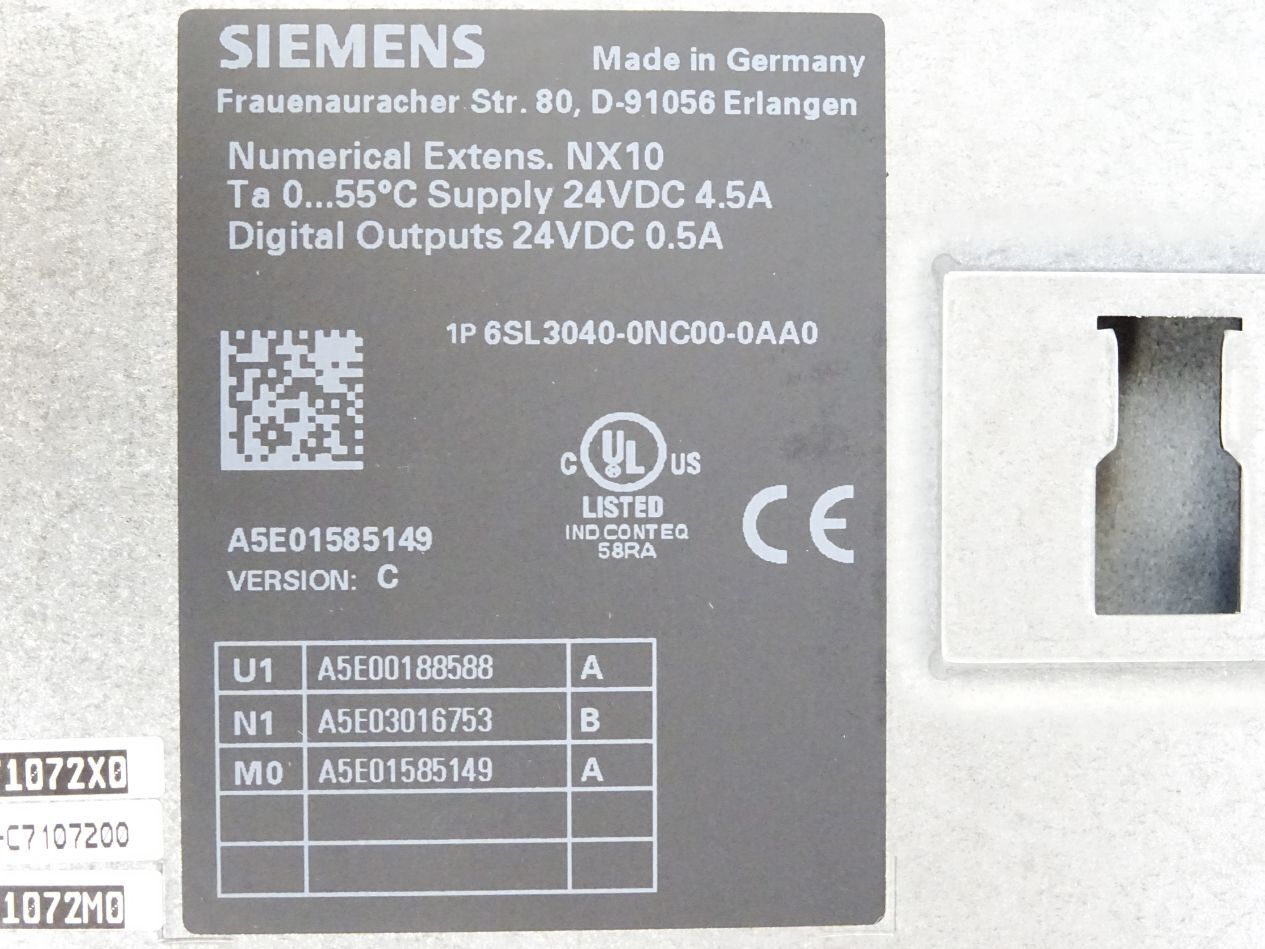 SIEMENS
Made in Germany
Frauenauracher Str. 80, D-91056 Erlangen
Numerical Extens. NX10
Ta 0...55°C Supply 24VDC 4.5A
Digital Outputs 24VDC 0.5A
1P 6SL3040-0NC00-0AA0
C UL US
LISTED
IND CONT EQ
58RA
CE
A5E01585149
VERSION: C
U1 A5E00188588 A
N1 A5E03016753 B
M0 A5E01585149 A
1072X0
-C7107200
1072M0